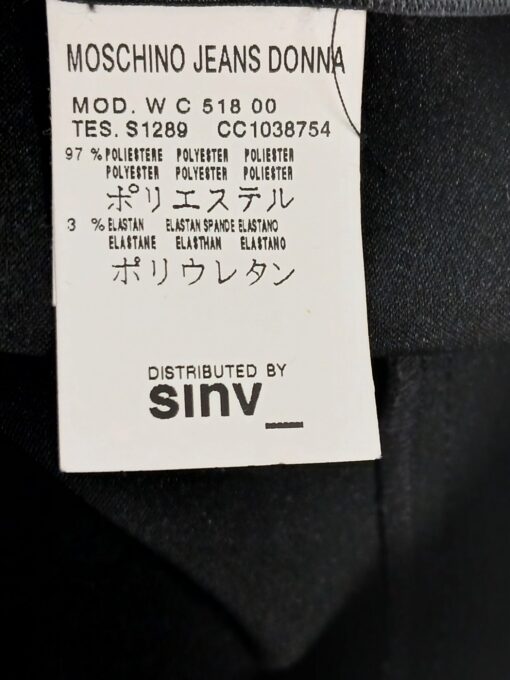 MOSCHINO JEANS DONNA
MOD. W C 518 00
TES. S1289 CC1038754
97 % POLIESTERE POLYESTER POLIESTER
POLYESTER POLYESTER POLIESTER
ポリエステル
3 % ELASTAN ELASTAN SPANDE ELASTANO
ELASTANE ELASTHAN ELASTANO
ポリウレタン
DISTRIBUTED BY
sınv_